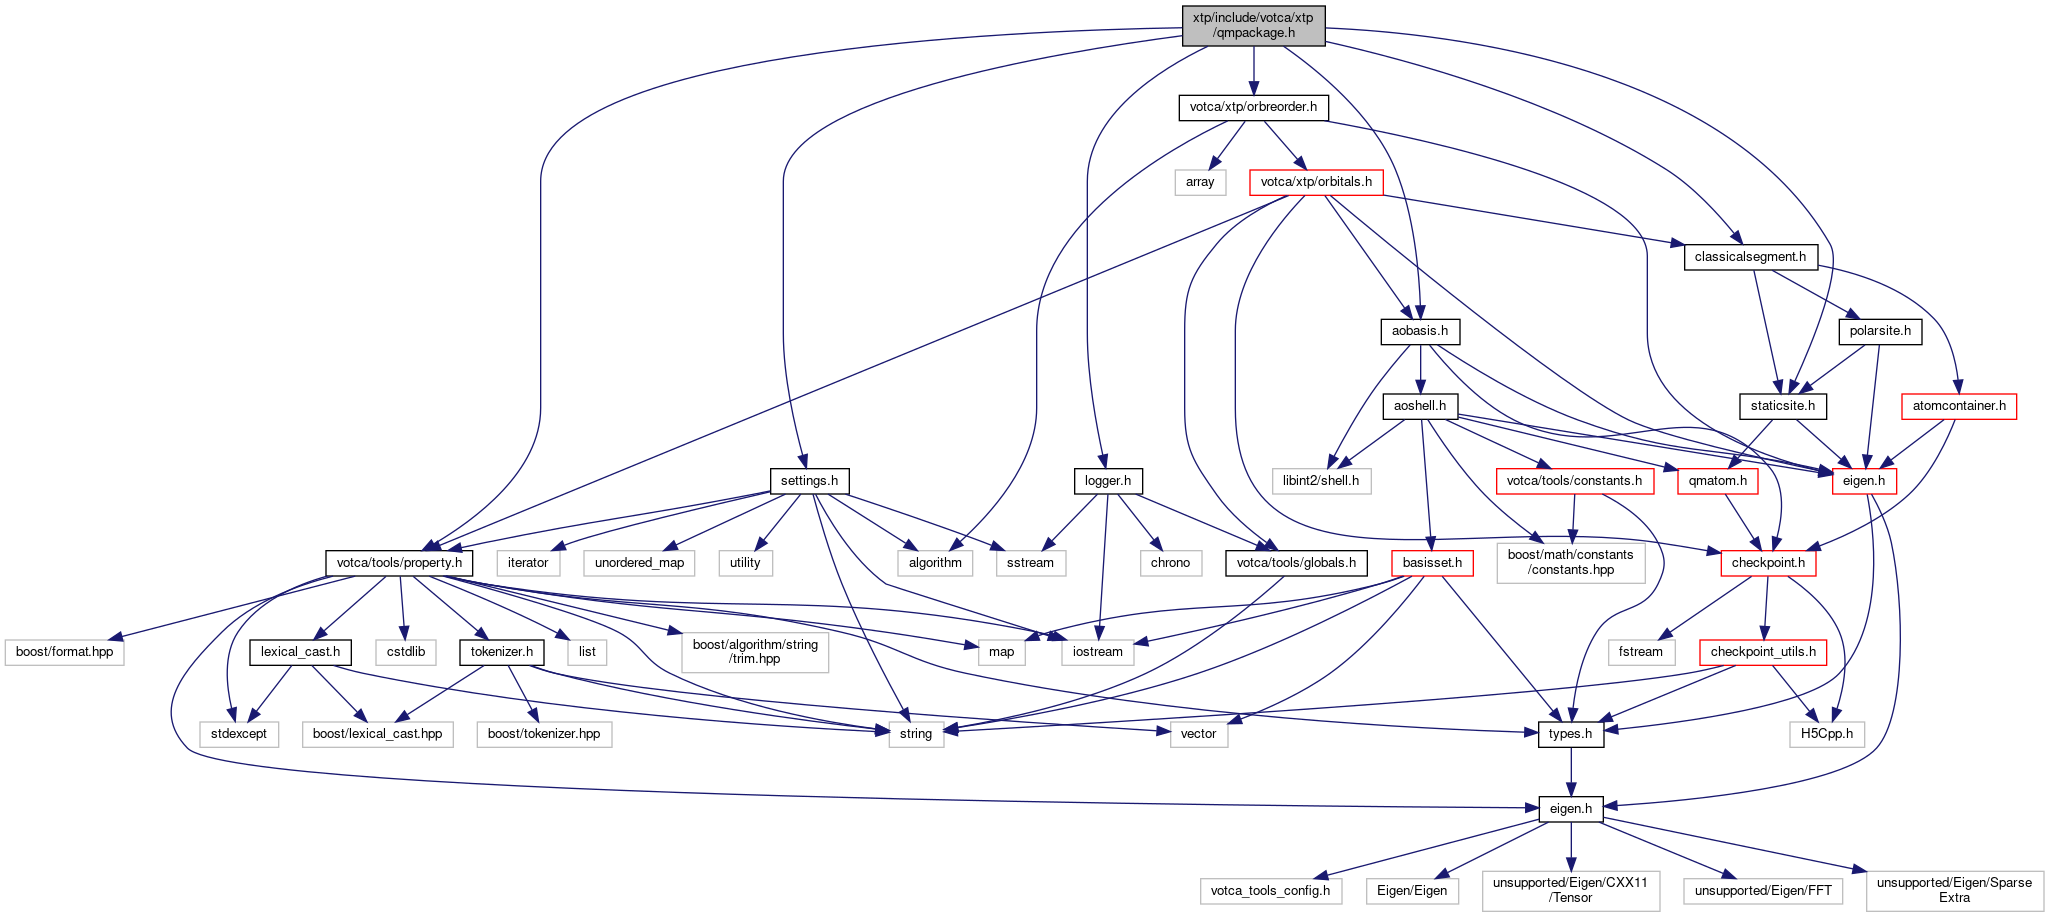 xtp/include/votca/xtp
/qmpackage.h
votca/xtp/orbreorder.h
array
votca/xtp/orbitals.h
classicalsegment.h
aobasis.h
polarsite.h
aoshell.h
staticsite.h
atomcontainer.h
settings.h
logger.h
libint2/shell.h
votca/tools/constants.h
qmatom.h
eigen.h
votca/tools/property.h
iterator
unordered_map
utility
algorithm
sstream
chrono
votca/tools/globals.h
basisset.h
boost/math/constants
/constants.hpp
checkpoint.h
boost/format.hpp
lexical_cast.h
cstdlib
tokenizer.h
list
boost/algorithm/string
/trim.hpp
map
iostream
fstream
checkpoint_utils.h
stdexcept
boost/lexical_cast.hpp
boost/tokenizer.hpp
string
vector
types.h
H5Cpp.h
eigen.h
votca_tools_config.h
Eigen/Eigen
unsupported/Eigen/CXX11
/Tensor
unsupported/Eigen/FFT
unsupported/Eigen/Sparse
Extra